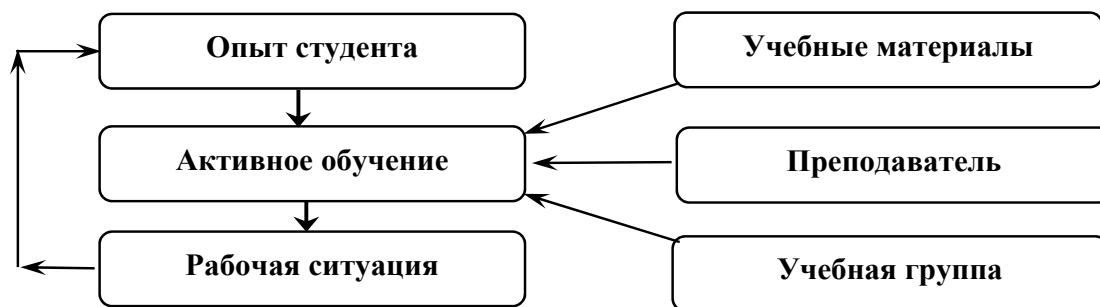 Опыт студента
Учебные материалы
Активное обучение
Преподаватель
Рабочая ситуация
Учебная группа